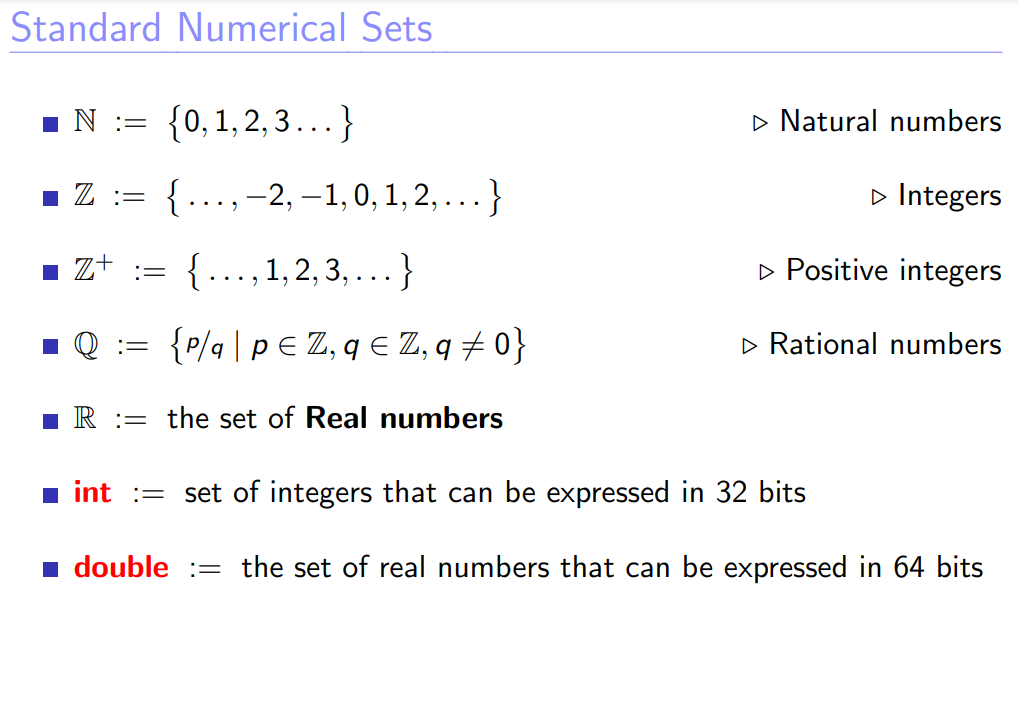 Standard Numerical Sets
■ ℕ := {0, 1, 2, 3 . . . } ▷ Natural numbers
■ ℤ := { . . . , −2, −1, 0, 1, 2, . . . } ▷ Integers
■ ℤ⁺ := { . . . , 1, 2, 3, . . . } ▷ Positive integers
■ ℚ := {p/q | p ∈ ℤ, q ∈ ℤ, q ≠ 0} ▷ Rational numbers
■ ℝ := the set of Real numbers
■ int := set of integers that can be expressed in 32 bits
■ double := the set of real numbers that can be expressed in 64 bits